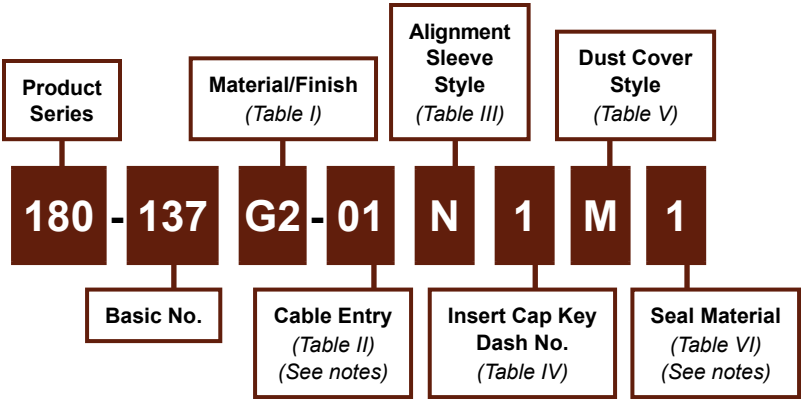 Product
Series
Material/Finish
(Table I)
Alignment
Sleeve
Style
(Table III)
Dust Cover
Style
(Table V)
180 - 137 G2 - 01 N 1 M 1
Basic No.
Cable Entry
(Table II)
(See notes)
Insert Cap Key
Dash No.
(Table IV)
Seal Material
(Table VI)
(See notes)